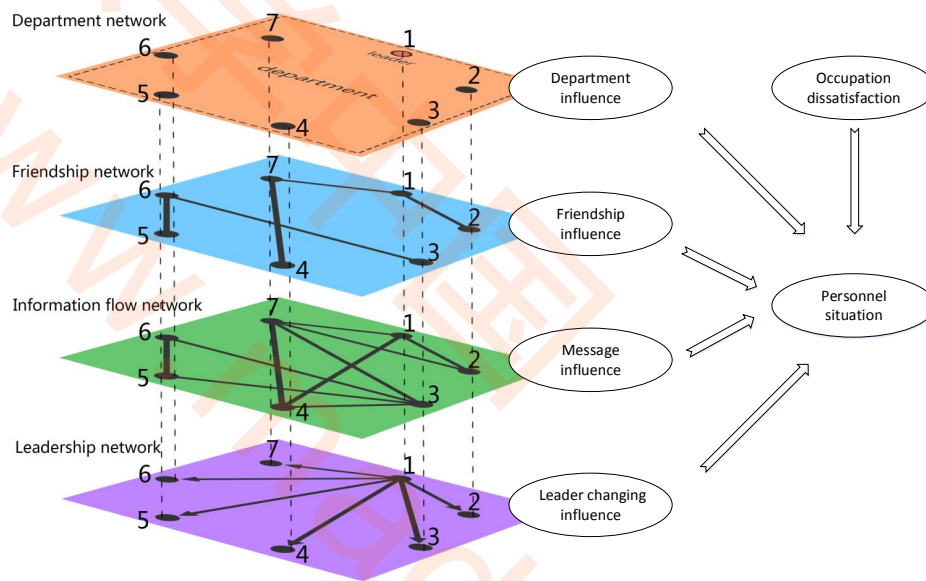 Department network
7
6
1
leader
department
2
5
3
4
Department
influence
Occupation
dissatisfaction
Friendship network
7
6
1
2
5
3
4
Friendship
influence
Information flow network
7
6
1
2
5
3
4
Message
influence
Personnel
situation
Leadership network
7
6
1
2
5
3
4
Leader changing
influence